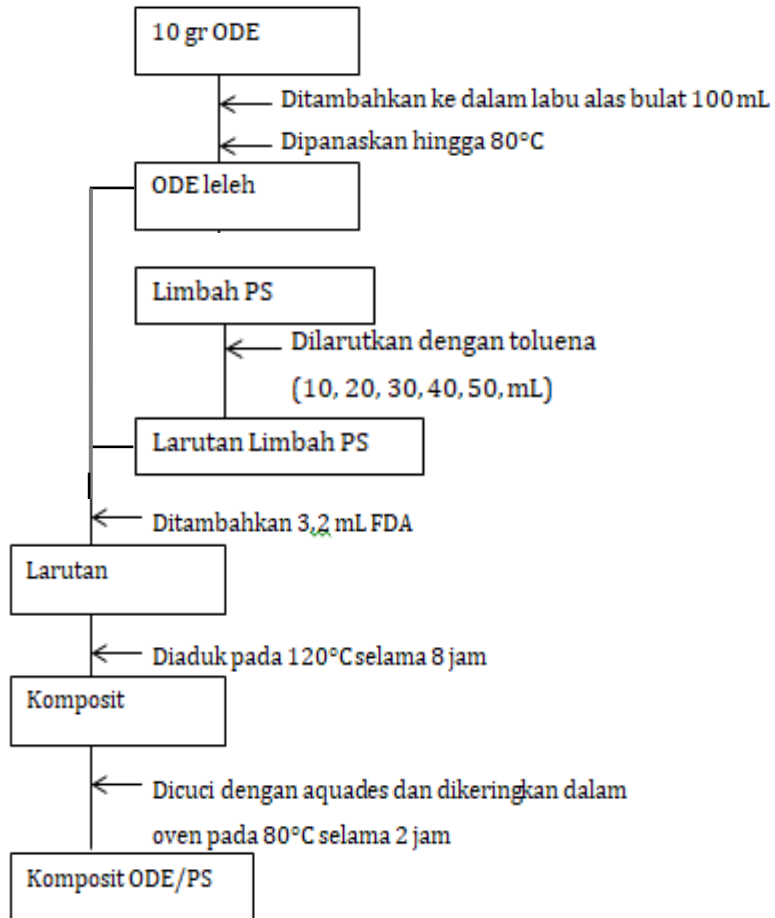 10 gr ODE
Ditambahkan ke dalam labu alas bulat 100 mL
Dipanaskan hingga 80°C
ODE leleh
Limbah PS
Dilarutkan dengan toluena
(10, 20, 30, 40, 50, mL)
Larutan Limbah PS
Ditambahkan 3,2 mL FDA
Larutan
Diaduk pada 120°C selama 8 jam
Komposit
Dicuci dengan aquades dan dikeringkan dalam
oven pada 80°C selama 2 jam
Komposit ODE/PS